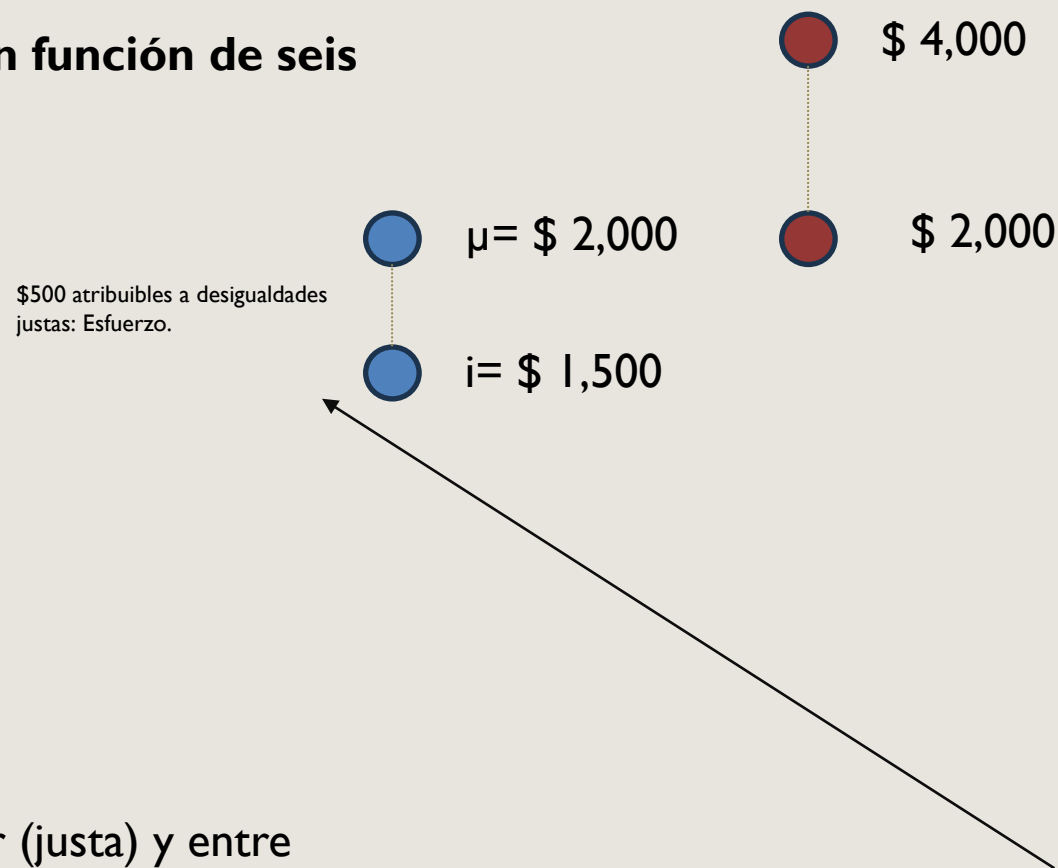 n función de seis
$ 4,000
µ= $ 2,000
$ 2,000
$500 atribuibles a desigualdades
justas: Esfuerzo.
i= $ 1,500
(justa) y entre